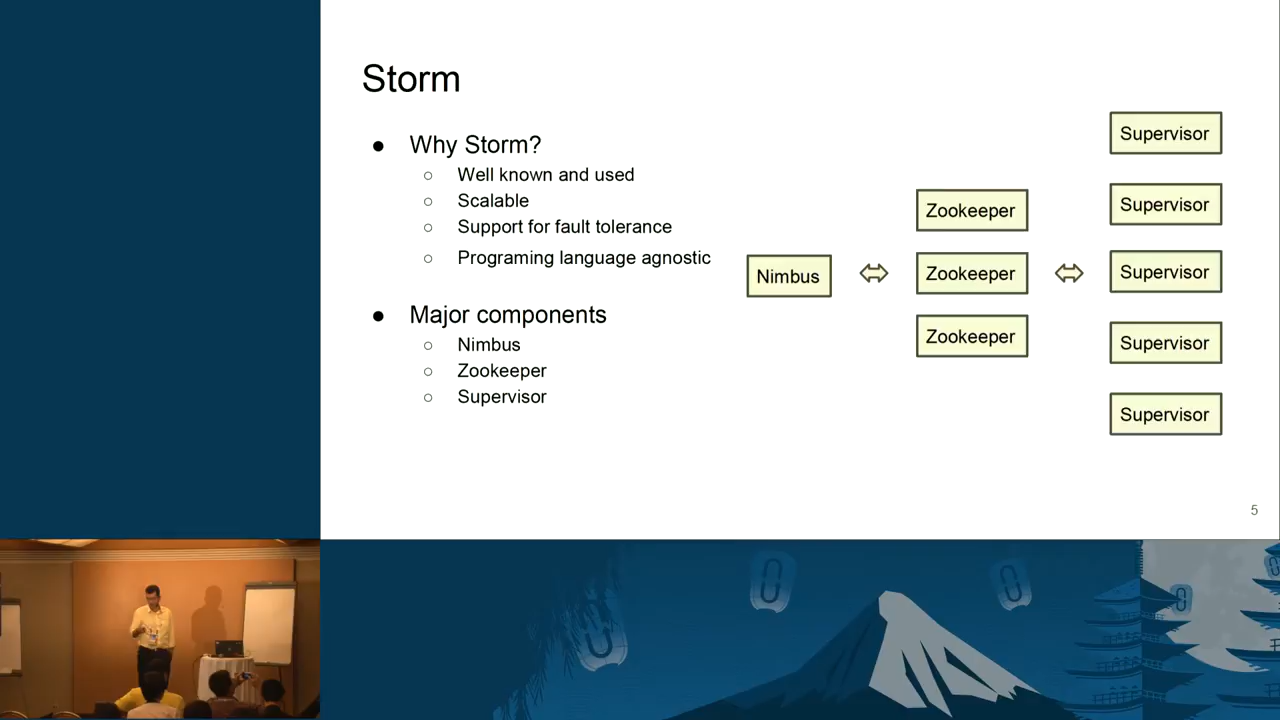 Storm
● Why Storm?
○ Well known and used
○ Scalable
○ Support for fault tolerance
○ Programing language agnostic
● Major components
○ Nimbus
○ Zookeeper
○ Supervisor
Nimbus
Zookeeper
Zookeeper
Zookeeper
Supervisor
Supervisor
Supervisor
Supervisor
Supervisor
5